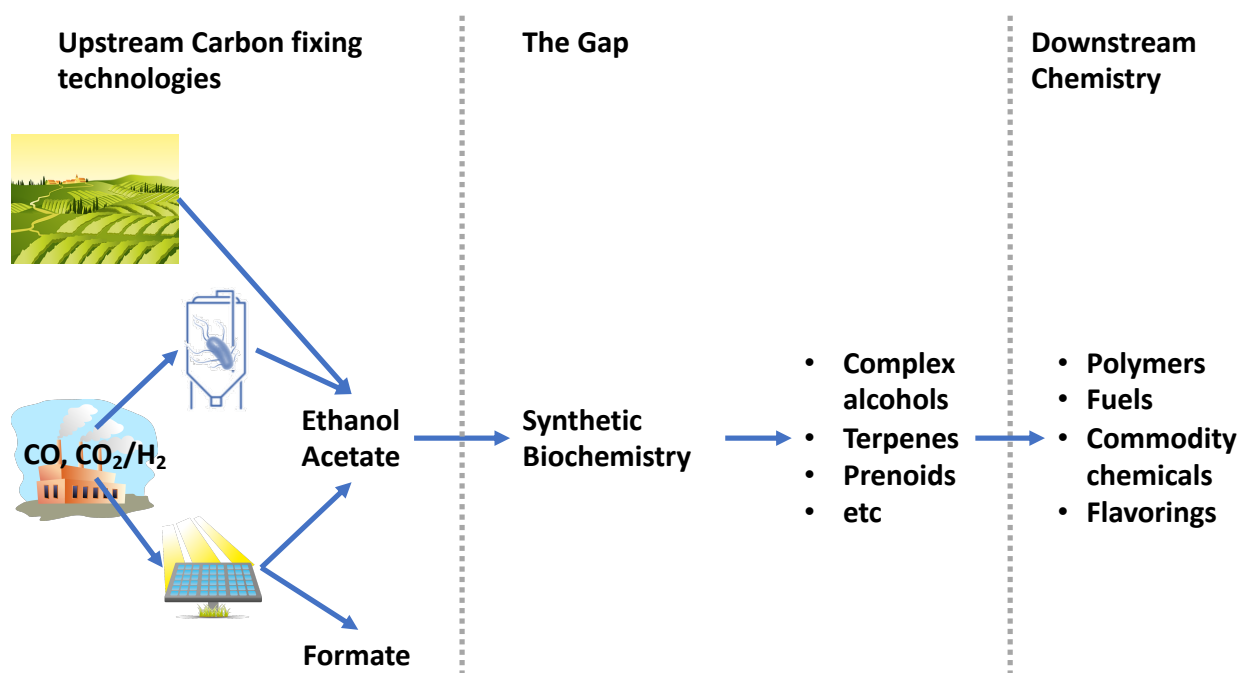 Upstream Carbon fixing
technologies
The Gap
Downstream
Chemistry
CO, CO₂/H₂
Ethanol
Acetate
Formate
Synthetic
Biochemistry
• Complex
alcohols
• Terpenes
• Prenoids
• etc
• Polymers
• Fuels
• Commodity
chemicals
• Flavorings